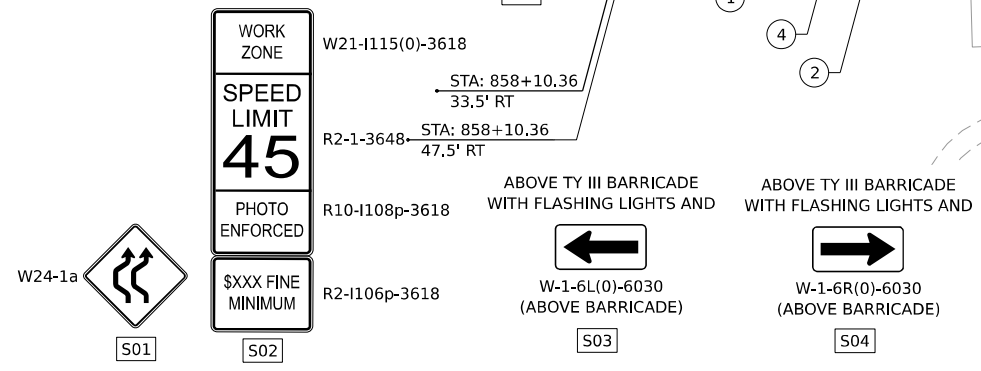 1
4
2
WORK
ZONE
W21-I115(0)-3618
STA: 858+10.36
33.5' RT
SPEED
LIMIT
45
R2-1-3648
STA: 858+10.36
47.5' RT
PHOTO
ENFORCED
R10-I108p-3618
$XXX FINE
MINIMUM
R2-I106p-3618
W24-1a
S01
S02
ABOVE TY III BARRICADE
WITH FLASHING LIGHTS AND
W-1-6L(0)-6030
(ABOVE BARRICADE)
S03
ABOVE TY III BARRICADE
WITH FLASHING LIGHTS AND
W-1-6R(0)-6030
(ABOVE BARRICADE)
S04